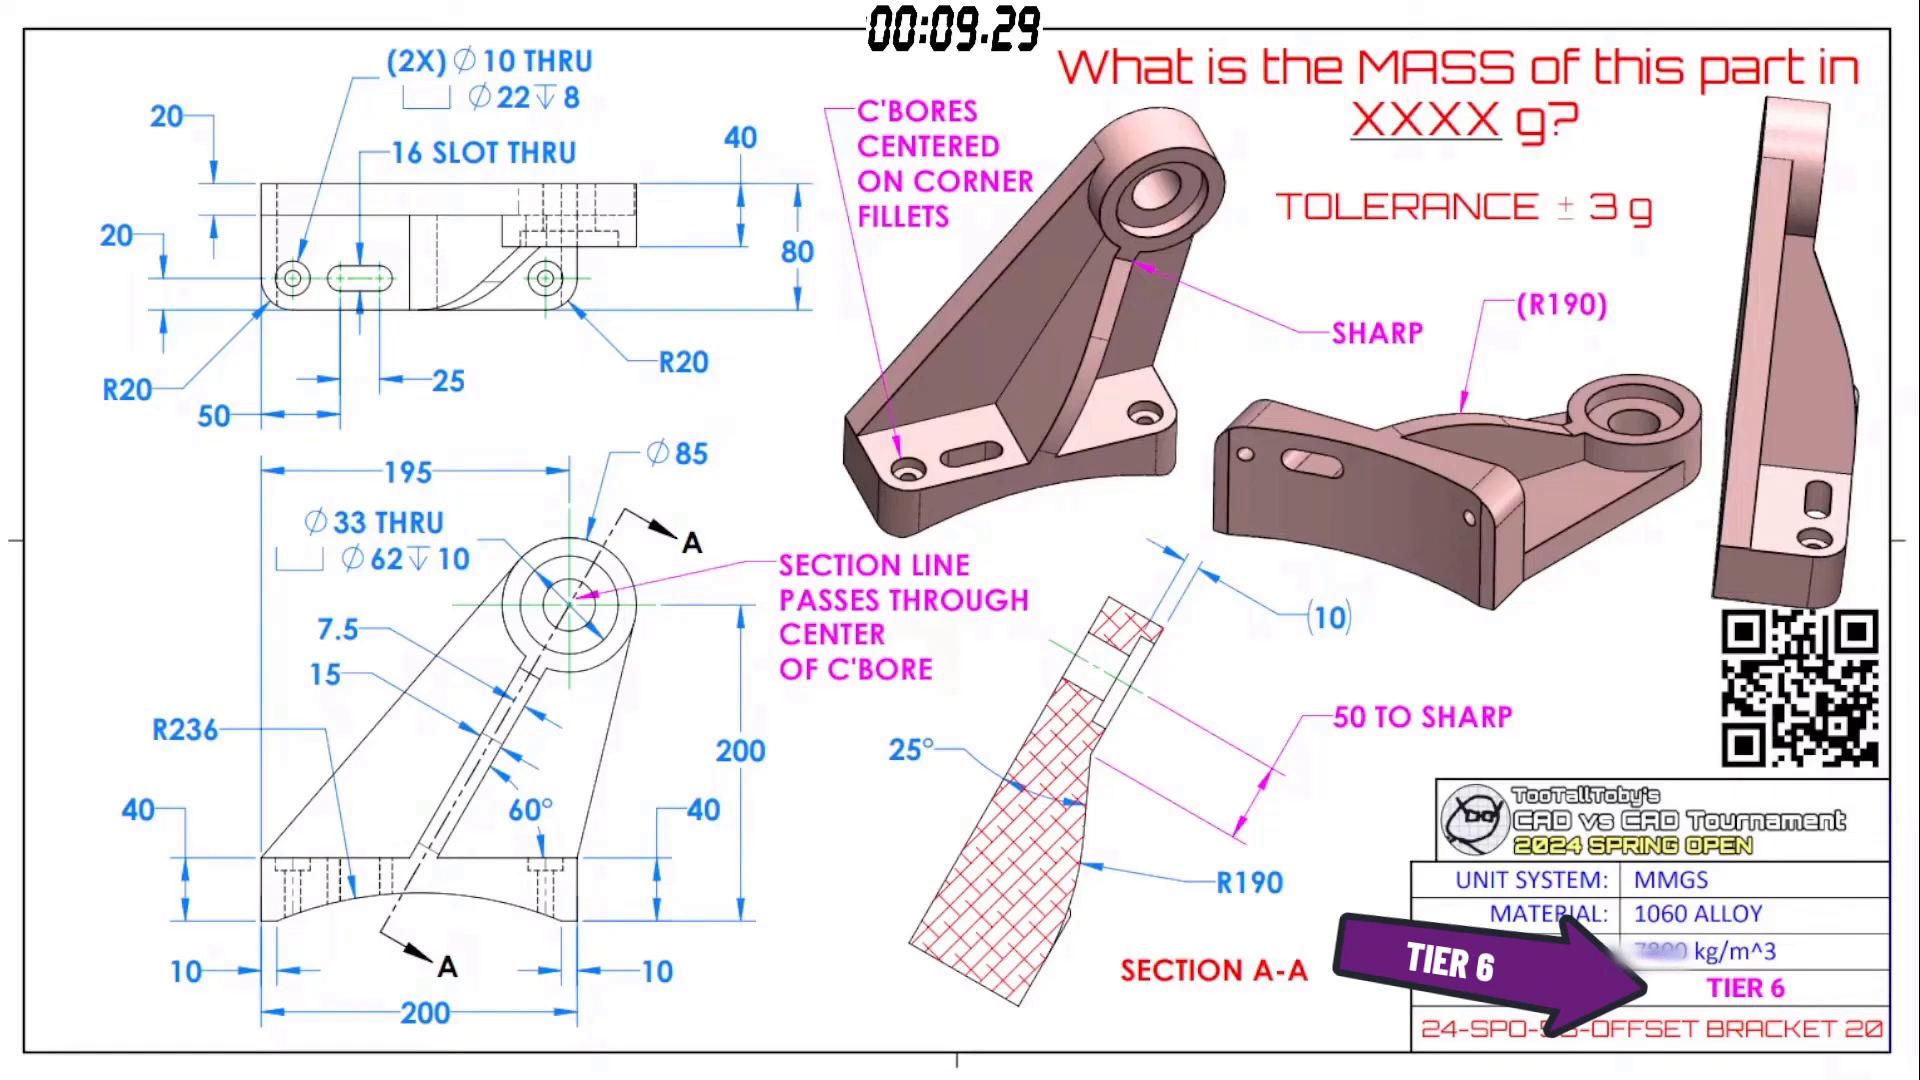 00:09.29
What is the MASS of this part in
XXXX g?
TOLERANCE ± 3 g
(2X) ∅ 10 THRU
⌴ ∅ 22 ↧ 8
16 SLOT THRU
20
20
40
80
R20
R20
25
50
C'BORES
CENTERED
ON CORNER
FILLETS
SHARP
(R190)
195
∅ 85
∅ 33 THRU
⌴ ∅ 62 ↧ 10
A
SECTION LINE
PASSES THROUGH
CENTER
OF C'BORE
7.5
15
R236
200
60°
40
40
A
10
10
200
(10)
50 TO SHARP
25°
R190
SECTION A-A
TooTallToby's
CAD vs CAD Tournament
2024 SPRING OPEN
UNIT SYSTEM: MMGS
MATERIAL: 1060 ALLOY
kg/m^3
TIER 6
TIER 6
OFFSET BRACKET 20